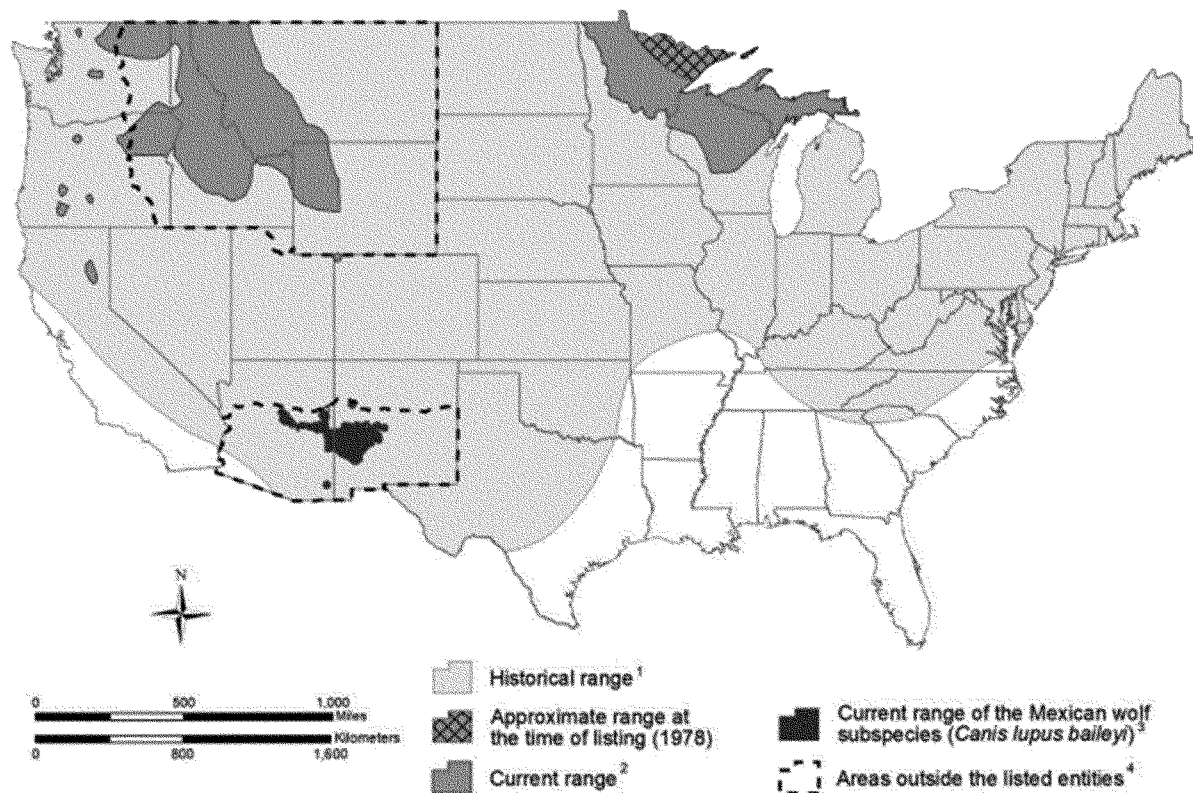 N
0 500 1,000
Miles
Kilometers
0 800 1,600
Historical range 1
Approximate range at
the time of listing (1978)
Current range 2
Current range of the Mexican wolf
subspecies (Canis lupus baileyi) 3
Areas outside the listed entities 4